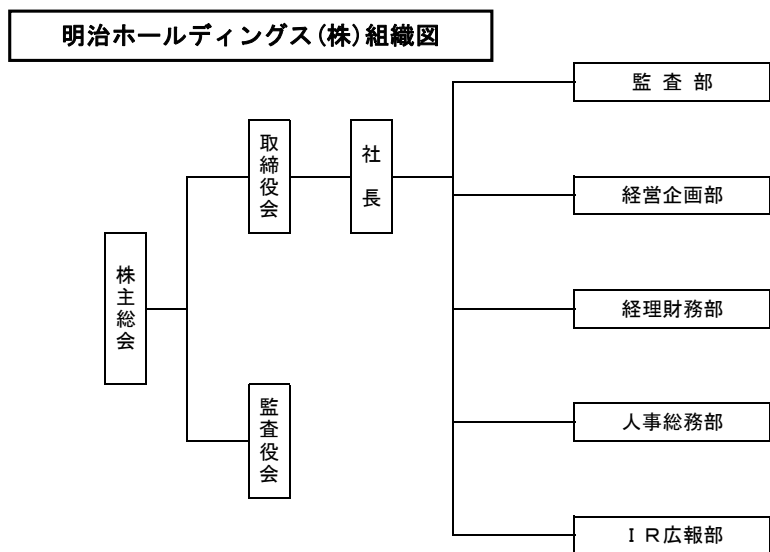 明治ホールディングス(株)組織図
監査部
取締役会
社長
経営企画部
株主総会
経理財務部
監査役会
人事総務部
ＩＲ広報部